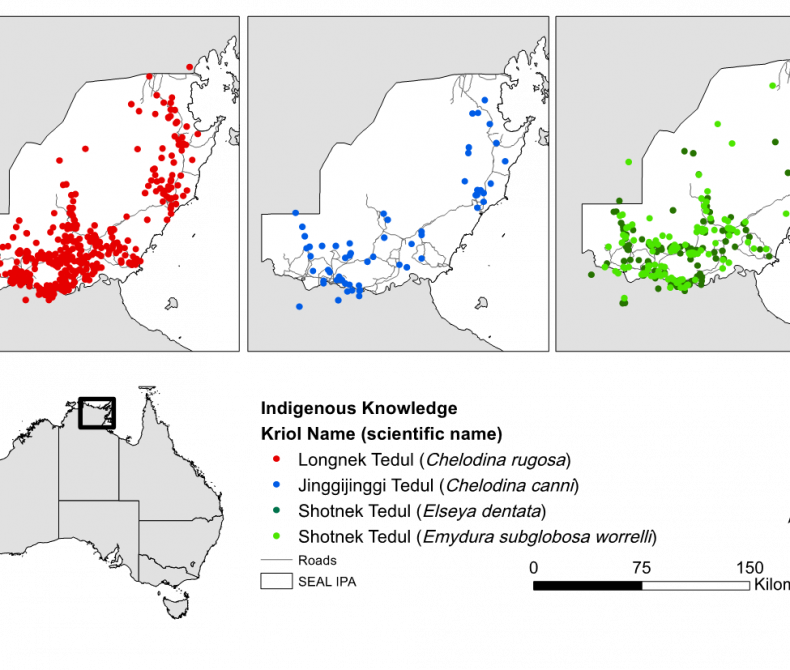 Indigenous Knowledge
Kriol Name (scientific name)
Longnek Tedul (Chelodina rugosa)
Jinggijinggi Tedul (Chelodina canni)
Shotnek Tedul (Elseya dentata)
Shotnek Tedul (Emydura subglobosa worrelli)
Roads
SEAL IPA
0 75 150
Kilom